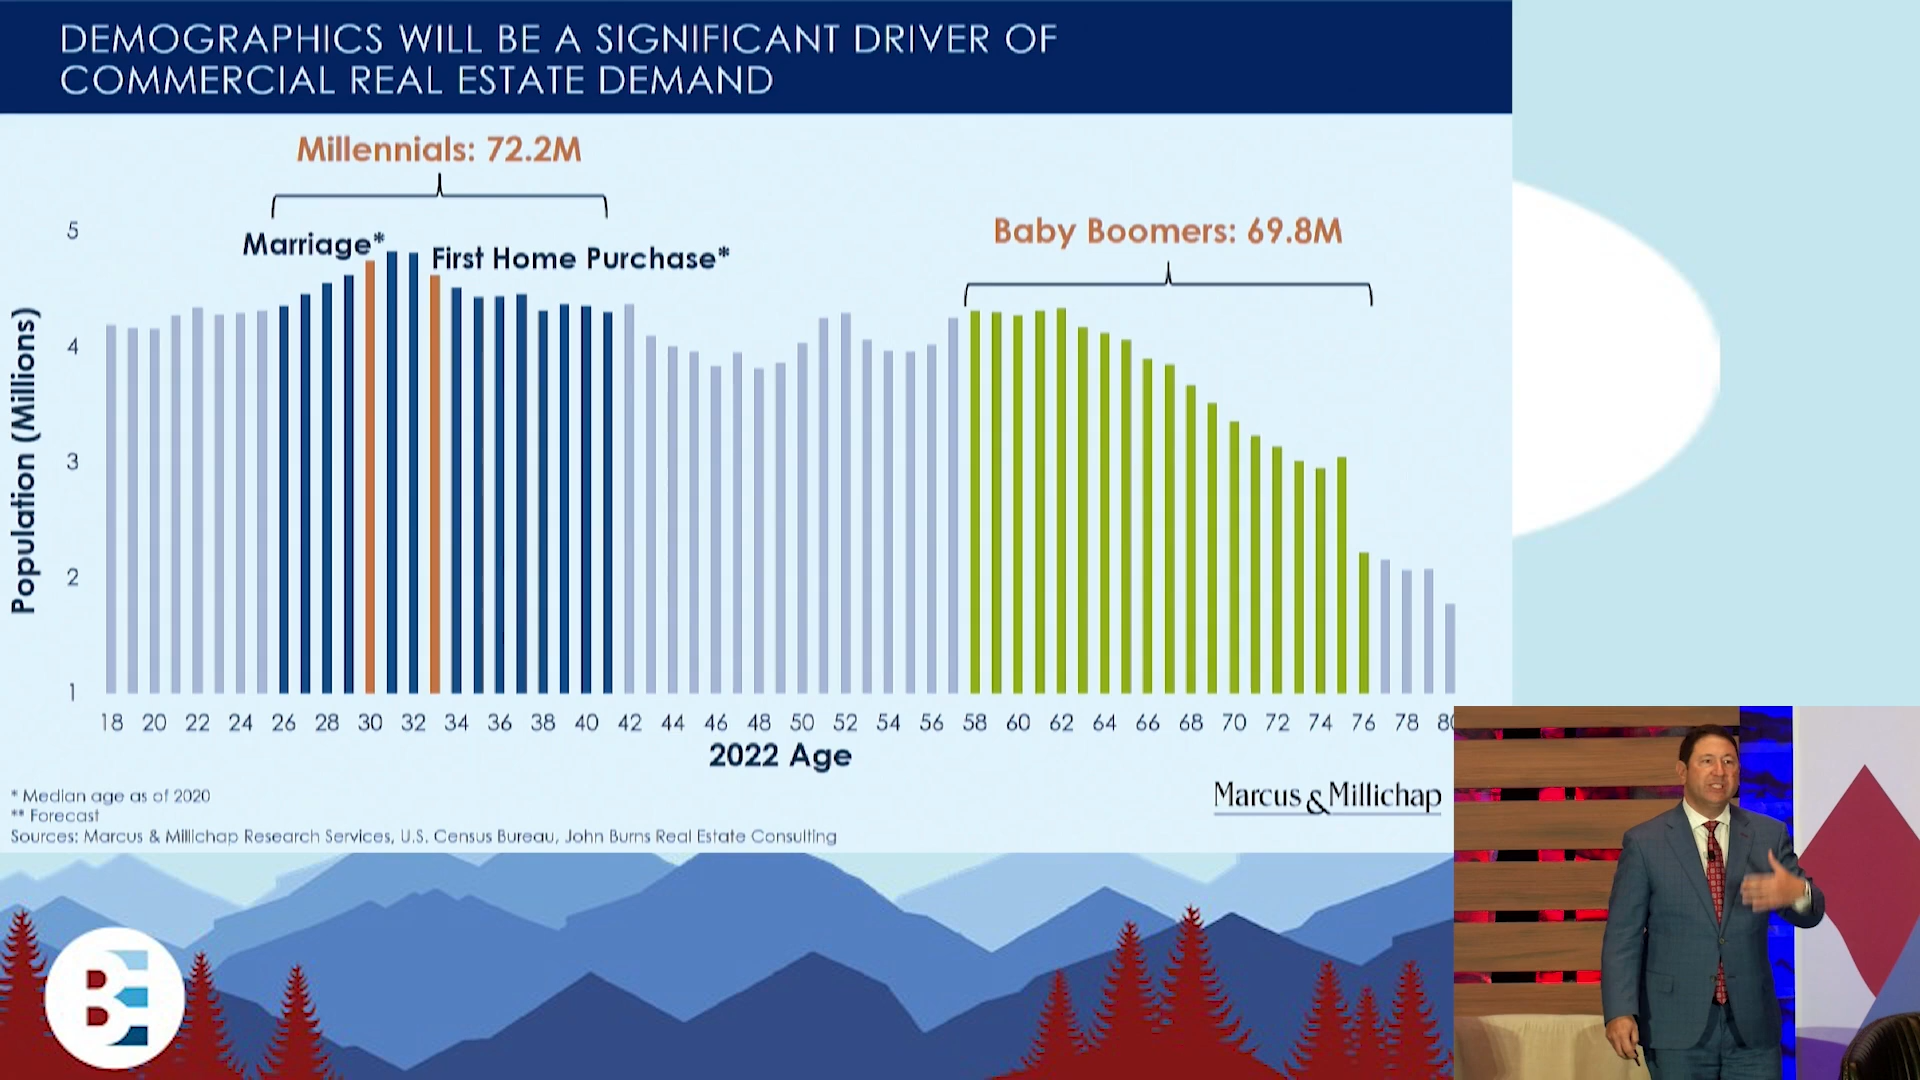 DEMOGRAPHICS WILL BE A SIGNIFICANT DRIVER OF
COMMERCIAL REAL ESTATE DEMAND
Millennials: 72.2M
Baby Boomers: 69.8M
Marriage*
First Home Purchase*
Population (Millions)
5
4
3
2
1
18 20 22 24 26 28 30 32 34 36 38 40 42 44 46 48 50 52 54 56 58 60 62 64 66 68 70 72 74 76 78 80
2022 Age
* Median age as of 2020
** Forecast
Sources: Marcus & Millichap Research Services, U.S. Census Bureau, John Burns Real Estate Consulting
Marcus & Millichap
BE